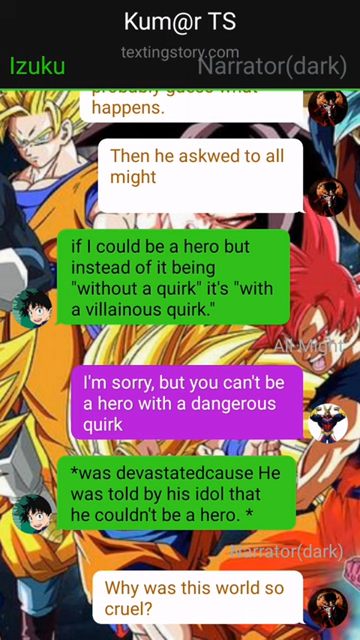 Kum@r TS
textingstory.com
Izuku
Narrator(dark)
probably guess what
happens.
Then he askwed to all
might
if I could be a hero but
instead of it being
"without a quirk" it's "with
a villainous quirk."
All Might
I'm sorry, but you can't be
a hero with a dangerous
quirk
*was devastatedcause He
was told by his idol that
he couldn't be a hero. *
Narrator(dark)
Why was this world so
cruel?